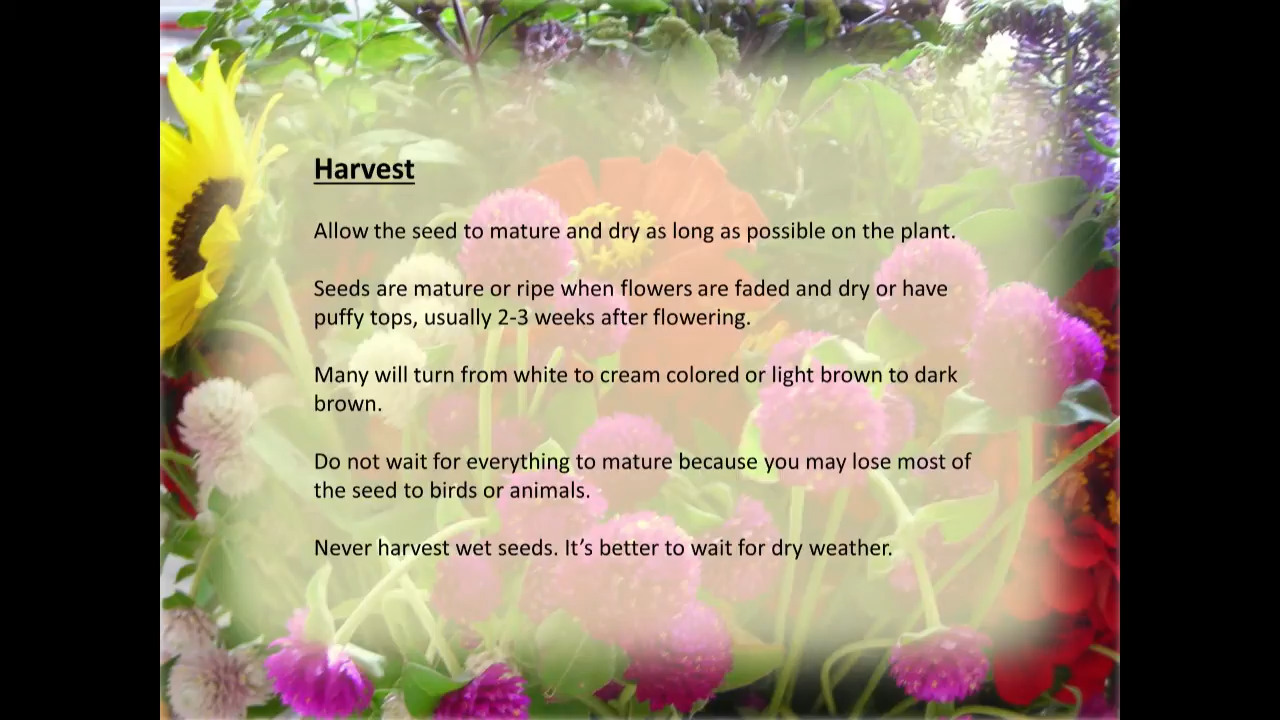 Harvest
Allow the seed to mature and dry as long as possible on the plant.
Seeds are mature or ripe when flowers are faded and dry or have
puffy tops, usually 2-3 weeks after flowering.
Many will turn from white to cream colored or light brown to dark
brown.
Do not wait for everything to mature because you may lose most of
the seed to birds or animals.
Never harvest wet seeds. It’s better to wait for dry weather.